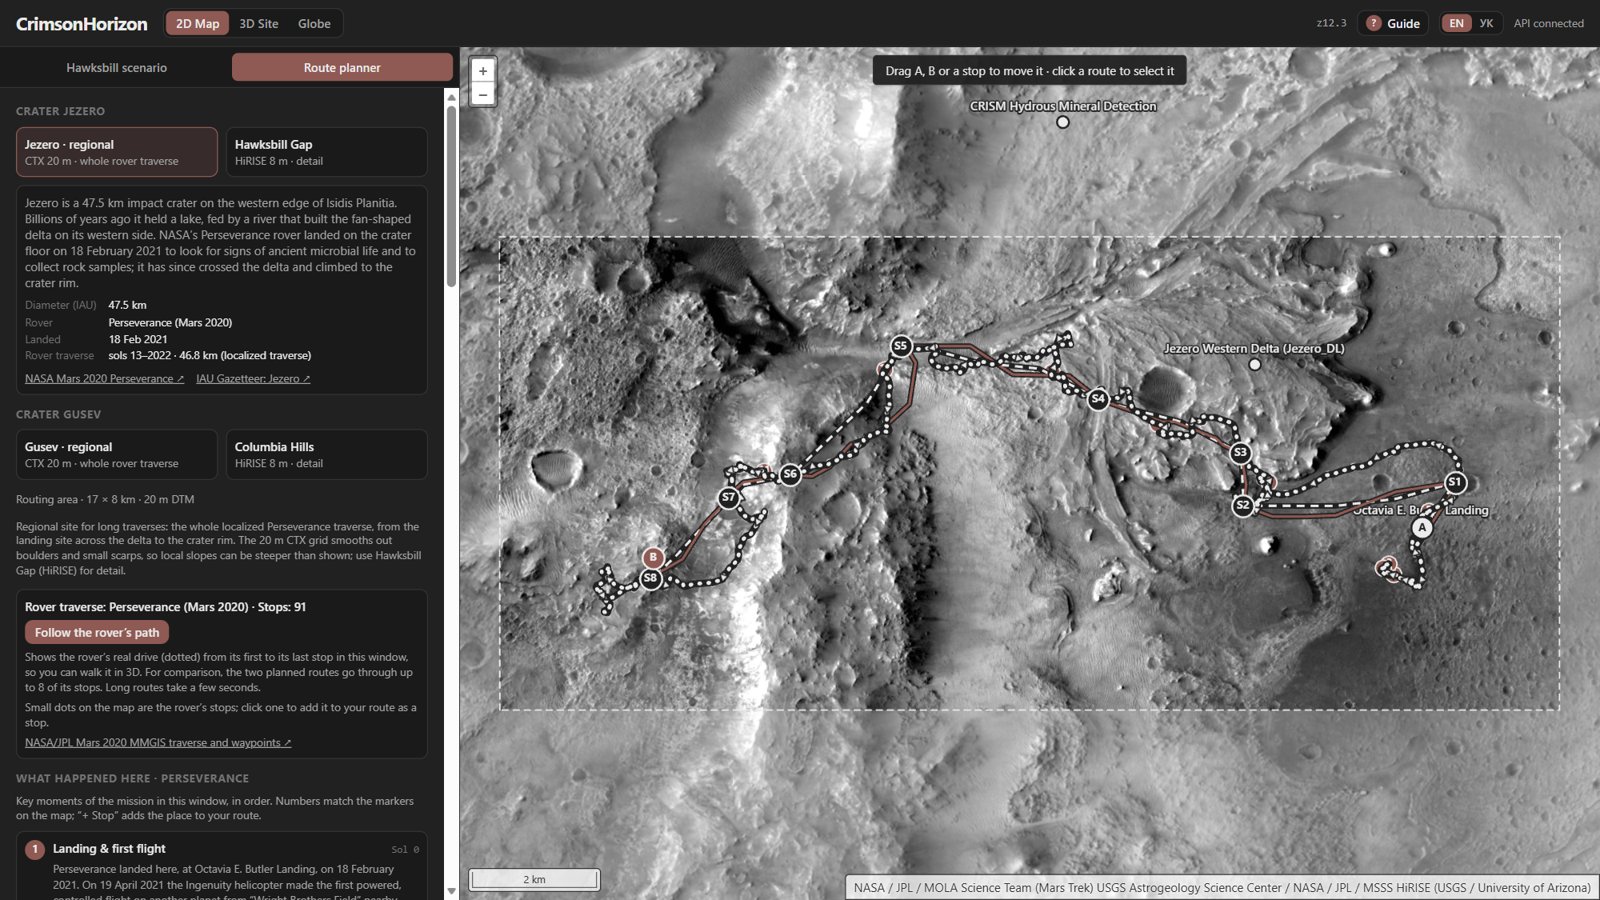 CrimsonHorizon
2D Map
3D Site
Globe
z12.3
? Guide
EN
УК
API connected
Hawksbill scenario
Route planner
CRATER JEZERO
Jezero · regional
CTX 20 m · whole rover traverse
Hawksbill Gap
HiRISE 8 m · detail
Jezero is a 47.5 km impact crater on the western edge of Isidis Planitia.
Billions of years ago it held a lake, fed by a river that built the fan-shaped
delta on its western side. NASA's Perseverance rover landed on the crater
floor on 18 February 2021 to look for signs of ancient microbial life and to
collect rock samples; it has since crossed the delta and climbed to the
crater rim.
Diameter (IAU) 47.5 km
Rover Perseverance (Mars 2020)
Landed 18 Feb 2021
Rover traverse sols 13–2022 · 46.8 km (localized traverse)
NASA Mars 2020 Perseverance ↗ IAU Gazetteer: Jezero ↗
CRATER GUSEV
Gusev · regional
CTX 20 m · whole rover traverse
Columbia Hills
HiRISE 8 m · detail
Routing area · 17 × 8 km · 20 m DTM
Regional site for long traverses: the whole localized Perseverance traverse, from the
landing site across the delta to the crater rim. The 20 m CTX grid smooths out
boulders and small scarps, so local slopes can be steeper than shown; use Hawksbill
Gap (HiRISE) for detail.
Rover traverse: Perseverance (Mars 2020) · Stops: 91
Follow the rover's path
Shows the rover's real drive (dotted) from its first to its last stop in this window,
so you can walk it in 3D. For comparison, the two planned routes go through up
to 8 of its stops. Long routes take a few seconds.
Small dots on the map are the rover's stops; click one to add it to your route as a
stop.
NASA/JPL Mars 2020 MMGIS traverse and waypoints ↗
WHAT HAPPENED HERE · PERSEVERANCE
Key moments of the mission in this window, in order. Numbers match the markers
on the map; "+ Stop" adds the place to your route.
1 Landing & first flight Sol 0
Perseverance landed here, at Octavia E. Butler Landing, on 18 February
2021. On 19 April 2021 the Ingenuity helicopter made the first powered,
controlled flight on another planet from "Wright Brothers Field" nearby
+
−
Drag A, B or a stop to move it · click a route to select it
CRISM Hydrous Mineral Detection
S5
Jezero Western Delta (Jezero_DL)
S4
S3
S6
S1
S7
S2
Octavia E. Bu Landing
A
B
S8
2 km
NASA / JPL / MOLA Science Team (Mars Trek) USGS Astrogeology Science Center / NASA / JPL / MSSS HiRISE (USGS / University of Arizona)